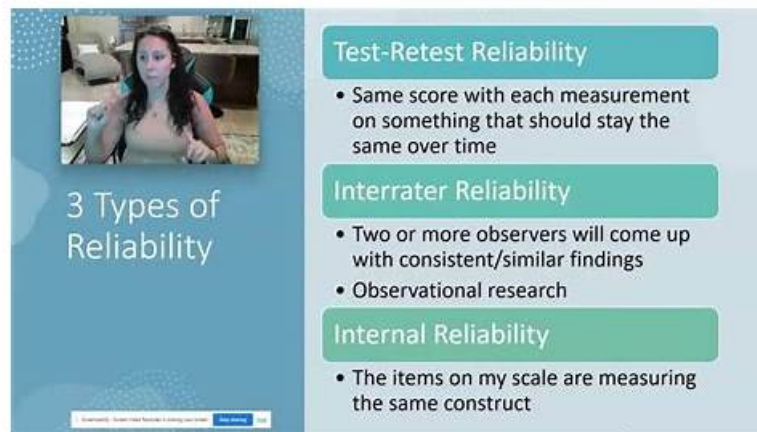 3 Types of
Reliability
Test-Retest Reliability
• Same score with each measurement
on something that should stay the
same over time
Interrater Reliability
• Two or more observers will come up
with consistent/similar findings
• Observational research
Internal Reliability
• The items on my scale are measuring
the same construct
Stop sharing